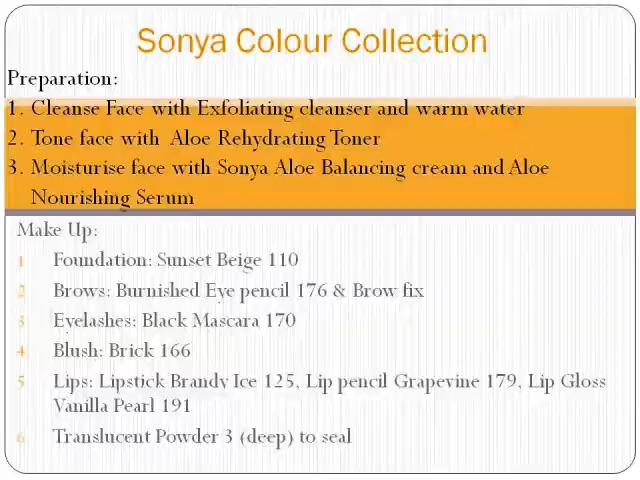 Sonya Colour Collection
Preparation:
1. Cleanse Face with Exfoliating cleanser and warm water
2. Tone face with Aloe Rehydrating Toner
3. Moisturise face with Sonya Aloe Balancing cream and Aloe
Nourishing Serum
Make Up:
1 Foundation: Sunset Beige 110
2 Brows: Burnished Eye pencil 176 & Brow fix
3 Eyelashes: Black Mascara 170
4 Blush: Brick 166
5 Lips: Lipstick Brandy Ice 125, Lip pencil Grapevine 179, Lip Gloss
Vanilla Pearl 191
6 Translucent Powder 3 (deep) to seal